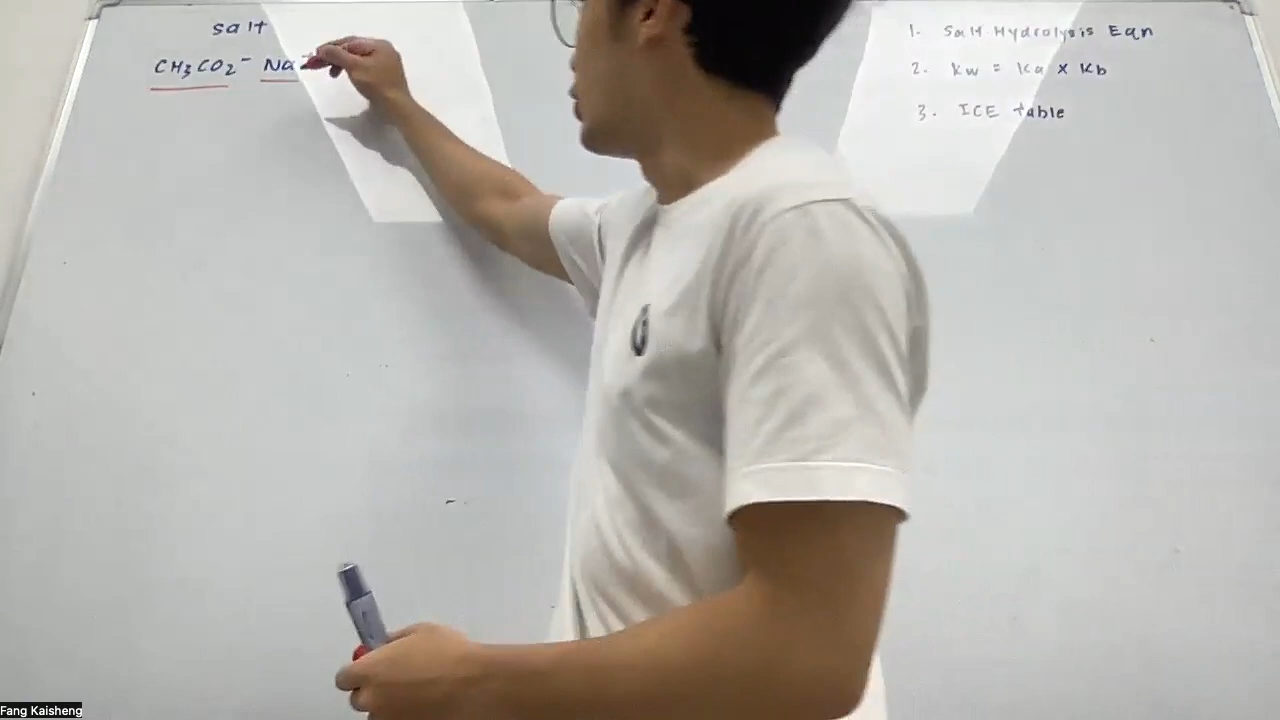 salt
CH3CO2⁻ Na
1. Salt Hydrolysis Eqn
2. Kw = Ka x Kb
3. ICE table
Fang Kaisheng